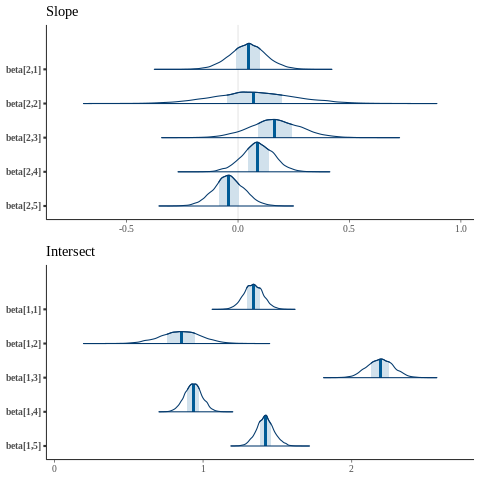 Slope
beta[2,1]
beta[2,2]
beta[2,3]
beta[2,4]
beta[2,5]
-0.5 0.0 0.5 1.0
Intersect
beta[1,1]
beta[1,2]
beta[1,3]
beta[1,4]
beta[1,5]
0 1 2